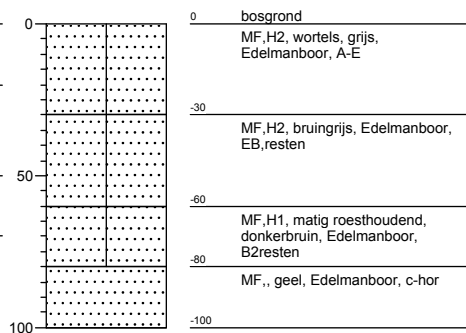 0
0
bosgrond
MF,H2, wortels, grijs,
Edelmanboor, A-E
-30
MF,H2, bruingrijs, Edelmanboor,
EB,resten
50
-60
MF,H1, matig roesthoudend,
donkerbruin, Edelmanboor,
B2resten
-80
MF,, geel, Edelmanboor, c-hor
100
-100